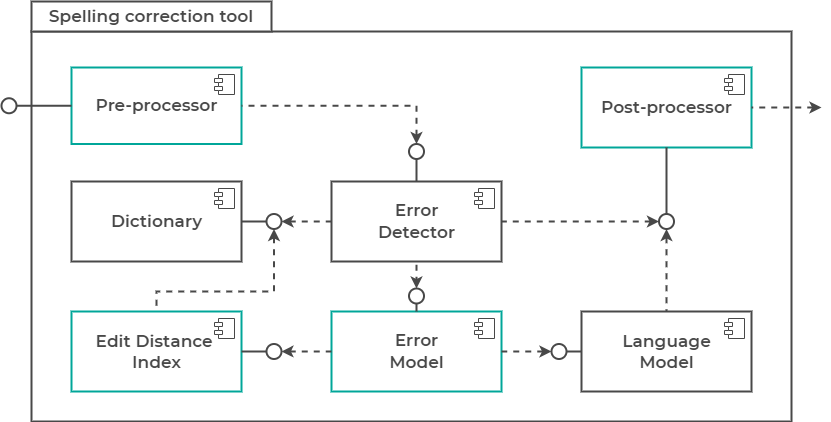 Spelling correction tool
Pre-processor
Post-processor
Dictionary
Error
Detector
Edit Distance
Index
Error
Model
Language
Model